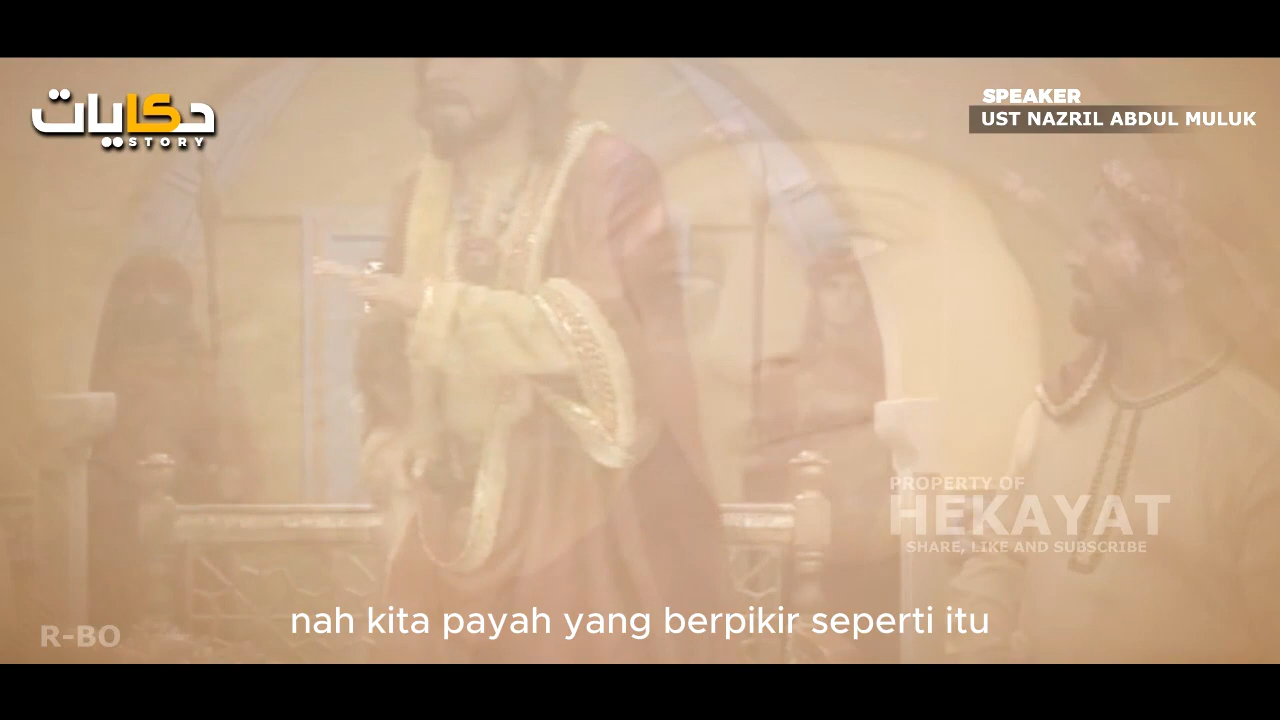 حكايات
STORY
SPEAKER
UST NAZRIL ABDUL MULUK
PROPERTY OF
HEKAYAT
SHARE, LIKE AND SUBSCRIBE
nah kita payah yang berpikir seperti itu
R-BO